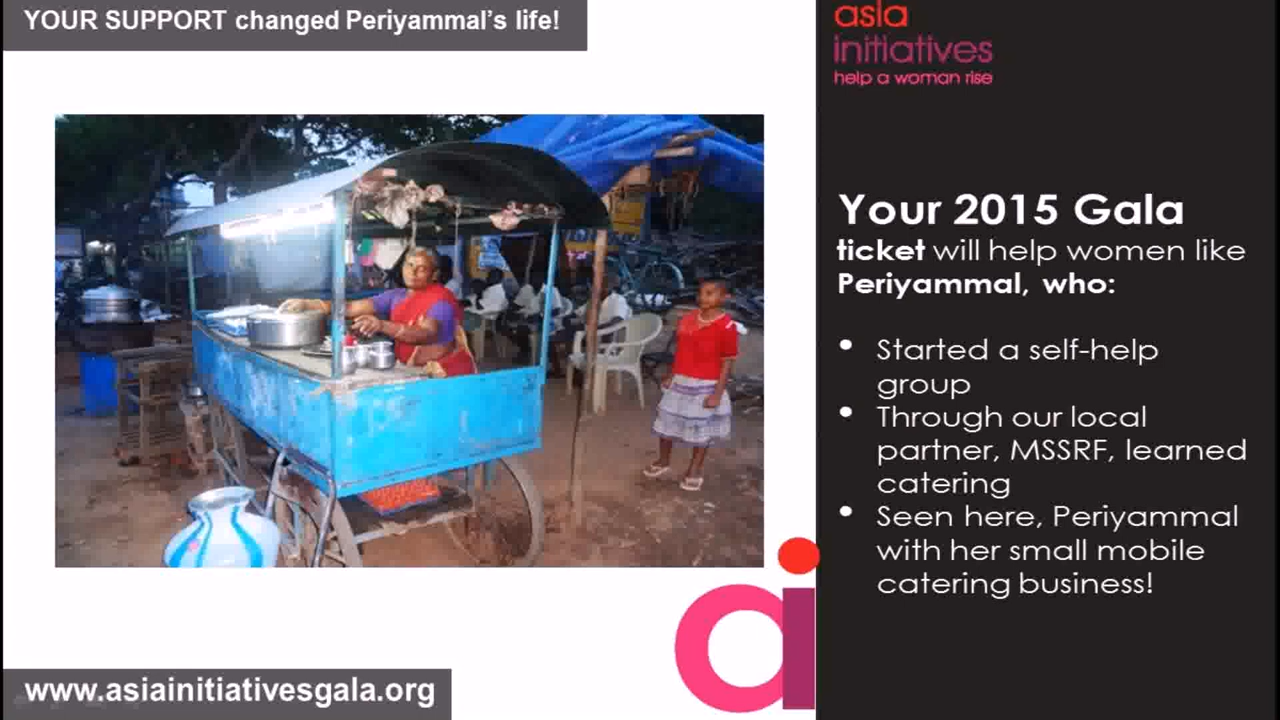 YOUR SUPPORT changed Periyammal's life!
asia
initiatives
help a woman rise
Your 2015 Gala
ticket will help women like
Periyammal, who:
• Started a self-help
group
• Through our local
partner, MSSRF, learned
catering
• Seen here, Periyammal
with her small mobile
catering business!
ai
www.asiainitiativesgala.org